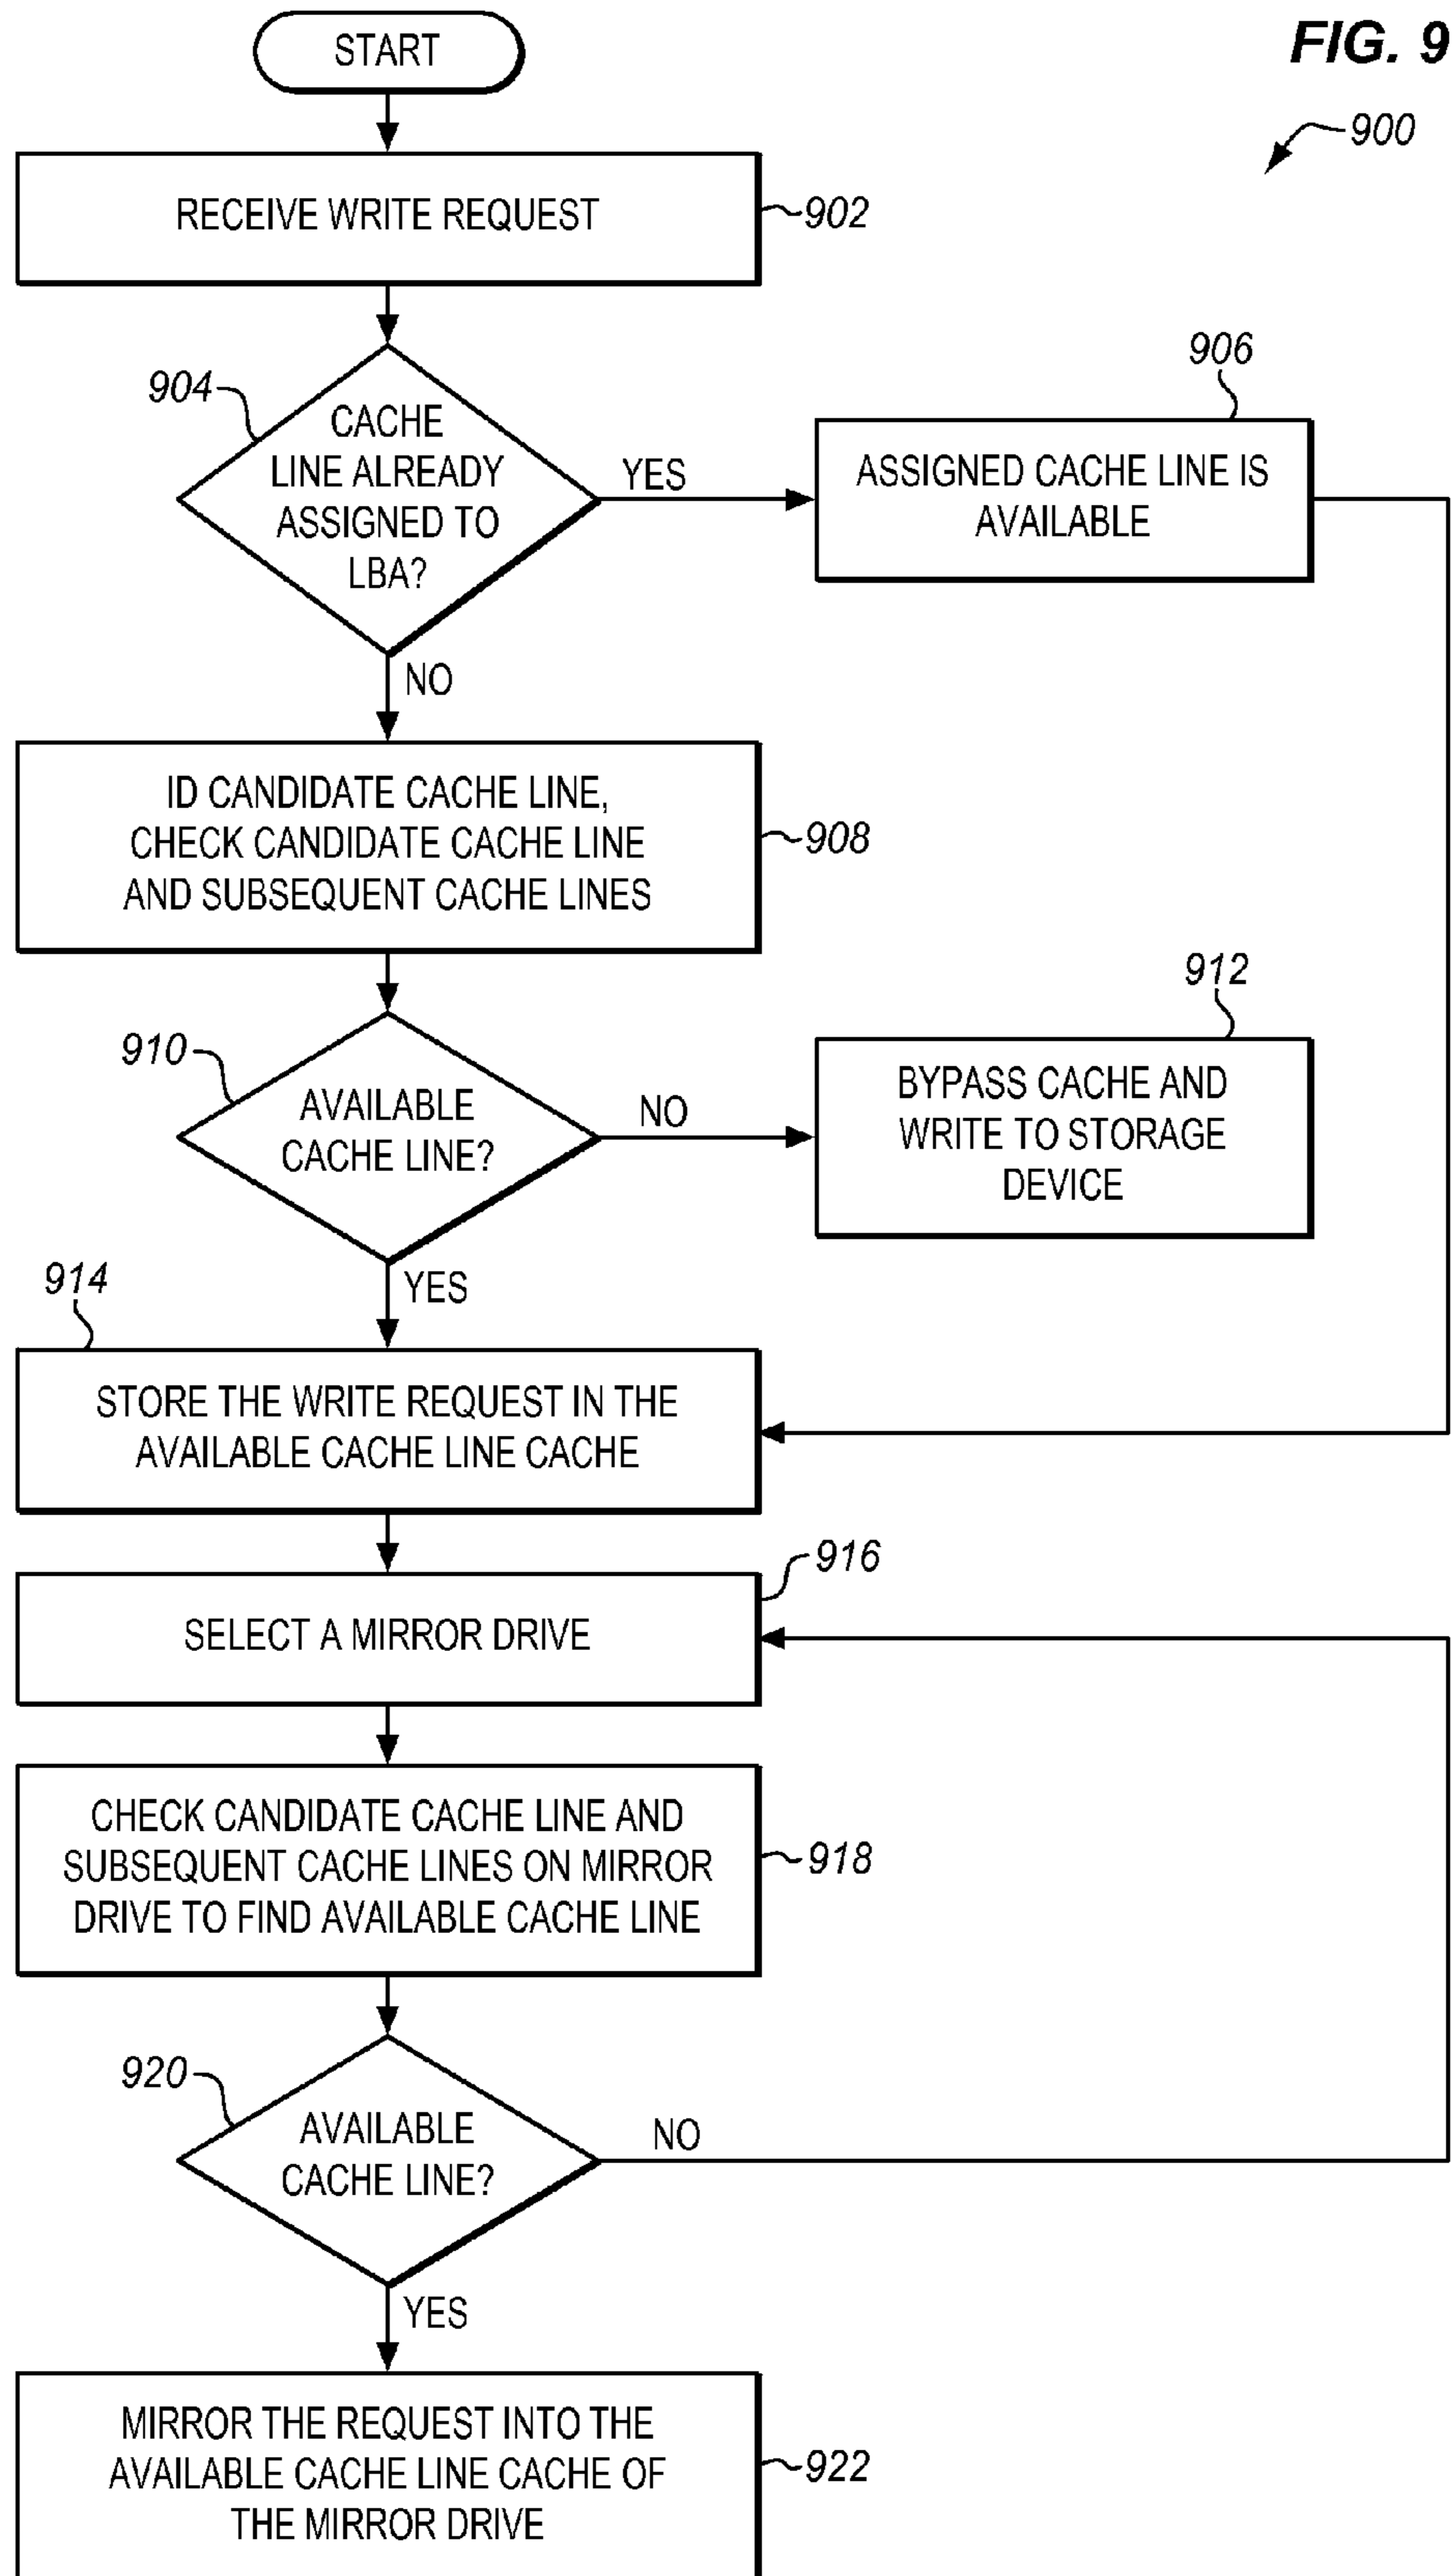 START
FIG. 9
900
RECEIVE WRITE REQUEST
902
904
CACHE
LINE ALREADY
ASSIGNED TO
LBA?
YES
906
ASSIGNED CACHE LINE IS
AVAILABLE
NO
ID CANDIDATE CACHE LINE,
CHECK CANDIDATE CACHE LINE
AND SUBSEQUENT CACHE LINES
908
910
AVAILABLE
CACHE LINE?
NO
912
BYPASS CACHE AND
WRITE TO STORAGE
DEVICE
YES
914
STORE THE WRITE REQUEST IN THE
AVAILABLE CACHE LINE CACHE
916
SELECT A MIRROR DRIVE
CHECK CANDIDATE CACHE LINE AND
SUBSEQUENT CACHE LINES ON MIRROR
DRIVE TO FIND AVAILABLE CACHE LINE
918
920
AVAILABLE
CACHE LINE?
NO
YES
MIRROR THE REQUEST INTO THE
AVAILABLE CACHE LINE CACHE OF
THE MIRROR DRIVE
922